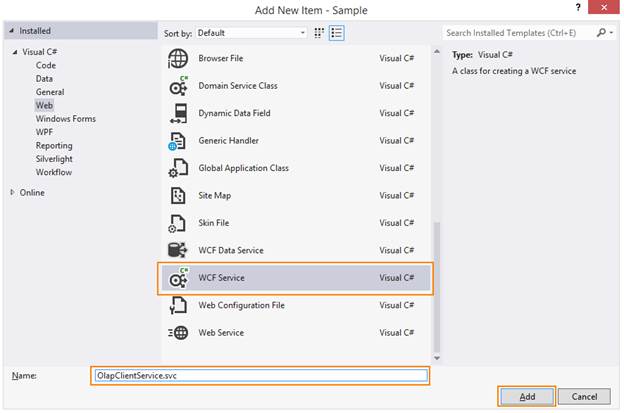 Add New Item - Sample
? x
Installed
Sort by: Default
Search Installed Templates (Ctrl+E)
Visual C#
Code
Data
General
Web
Windows Forms
WPF
Reporting
Silverlight
Workflow
Online
Browser File Visual C#
C# Domain Service Class Visual C#
Dynamic Data Field Visual C#
Generic Handler Visual C#
Global Application Class Visual C#
Site Map Visual C#
Skin File Visual C#
WCF Data Service Visual C#
C# WCF Service Visual C#
Web Configuration File Visual C#
Web Service Visual C#
Type: Visual C#
A class for creating a WCF service
Name: OlapClientService.svc
Add Cancel